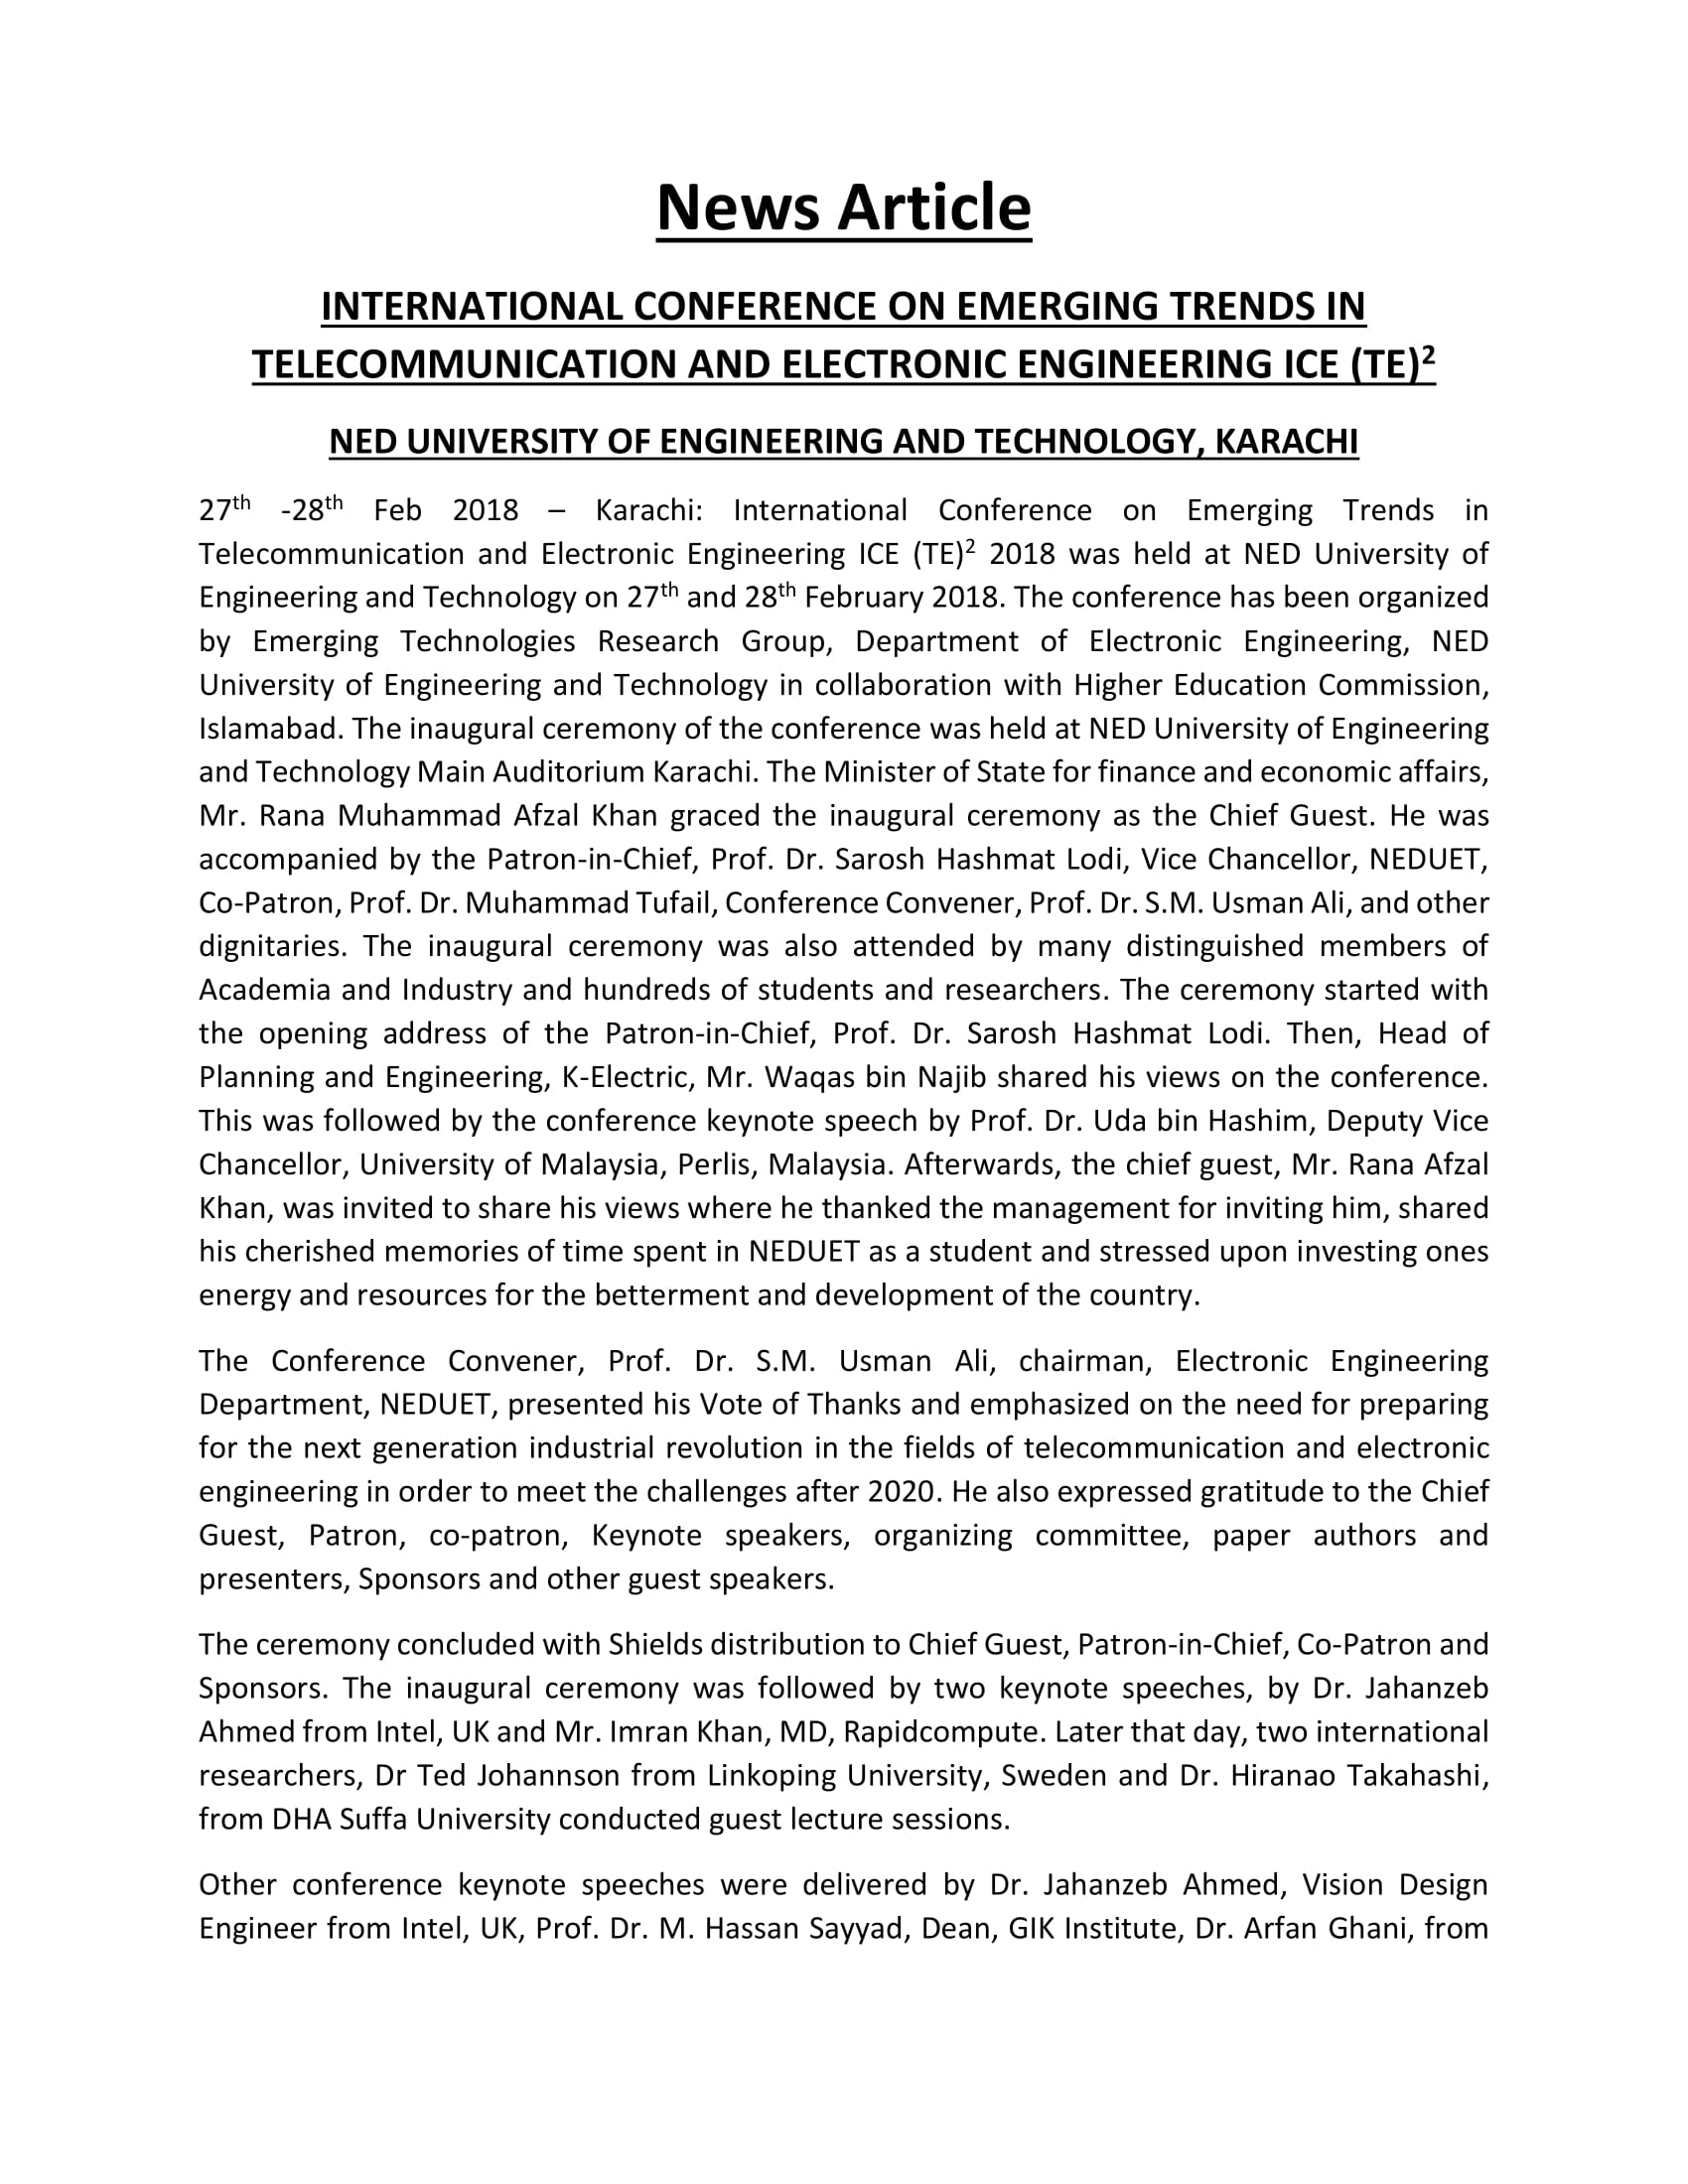 News Article
INTERNATIONAL CONFERENCE ON EMERGING TRENDS IN
TELECOMMUNICATION AND ELECTRONIC ENGINEERING ICE (TE)²
NED UNIVERSITY OF ENGINEERING AND TECHNOLOGY, KARACHI
27th -28th Feb 2018 – Karachi: International Conference on Emerging Trends in
Telecommunication and Electronic Engineering ICE (TE)² 2018 was held at NED University of
Engineering and Technology on 27th and 28th February 2018. The conference has been organized
by Emerging Technologies Research Group, Department of Electronic Engineering, NED
University of Engineering and Technology in collaboration with Higher Education Commission,
Islamabad. The inaugural ceremony of the conference was held at NED University of Engineering
and Technology Main Auditorium Karachi. The Minister of State for finance and economic affairs,
Mr. Rana Muhammad Afzal Khan graced the inaugural ceremony as the Chief Guest. He was
accompanied by the Patron-in-Chief, Prof. Dr. Sarosh Hashmat Lodi, Vice Chancellor, NEDUET,
Co-Patron, Prof. Dr. Muhammad Tufail, Conference Convener, Prof. Dr. S.M. Usman Ali, and other
dignitaries. The inaugural ceremony was also attended by many distinguished members of
Academia and Industry and hundreds of students and researchers. The ceremony started with
the opening address of the Patron-in-Chief, Prof. Dr. Sarosh Hashmat Lodi. Then, Head of
Planning and Engineering, K-Electric, Mr. Waqas bin Najib shared his views on the conference.
This was followed by the conference keynote speech by Prof. Dr. Uda bin Hashim, Deputy Vice
Chancellor, University of Malaysia, Perlis, Malaysia. Afterwards, the chief guest, Mr. Rana Afzal
Khan, was invited to share his views where he thanked the management for inviting him, shared
his cherished memories of time spent in NEDUET as a student and stressed upon investing ones
energy and resources for the betterment and development of the country.
The Conference Convener, Prof. Dr. S.M. Usman Ali, chairman, Electronic Engineering
Department, NEDUET, presented his Vote of Thanks and emphasized on the need for preparing
for the next generation industrial revolution in the fields of telecommunication and electronic
engineering in order to meet the challenges after 2020. He also expressed gratitude to the Chief
Guest, Patron, co-patron, Keynote speakers, organizing committee, paper authors and
presenters, Sponsors and other guest speakers.
The ceremony concluded with Shields distribution to Chief Guest, Patron-in-Chief, Co-Patron and
Sponsors. The inaugural ceremony was followed by two keynote speeches, by Dr. Jahanzeb
Ahmed from Intel, UK and Mr. Imran Khan, MD, Rapidcompute. Later that day, two international
researchers, Dr Ted Johannson from Linkoping University, Sweden and Dr. Hiranao Takahashi,
from DHA Suffa University conducted guest lecture sessions.
Other conference keynote speeches were delivered by Dr. Jahanzeb Ahmed, Vision Design
Engineer from Intel, UK, Prof. Dr. M. Hassan Sayyad, Dean, GIK Institute, Dr. Arfan Ghani, from